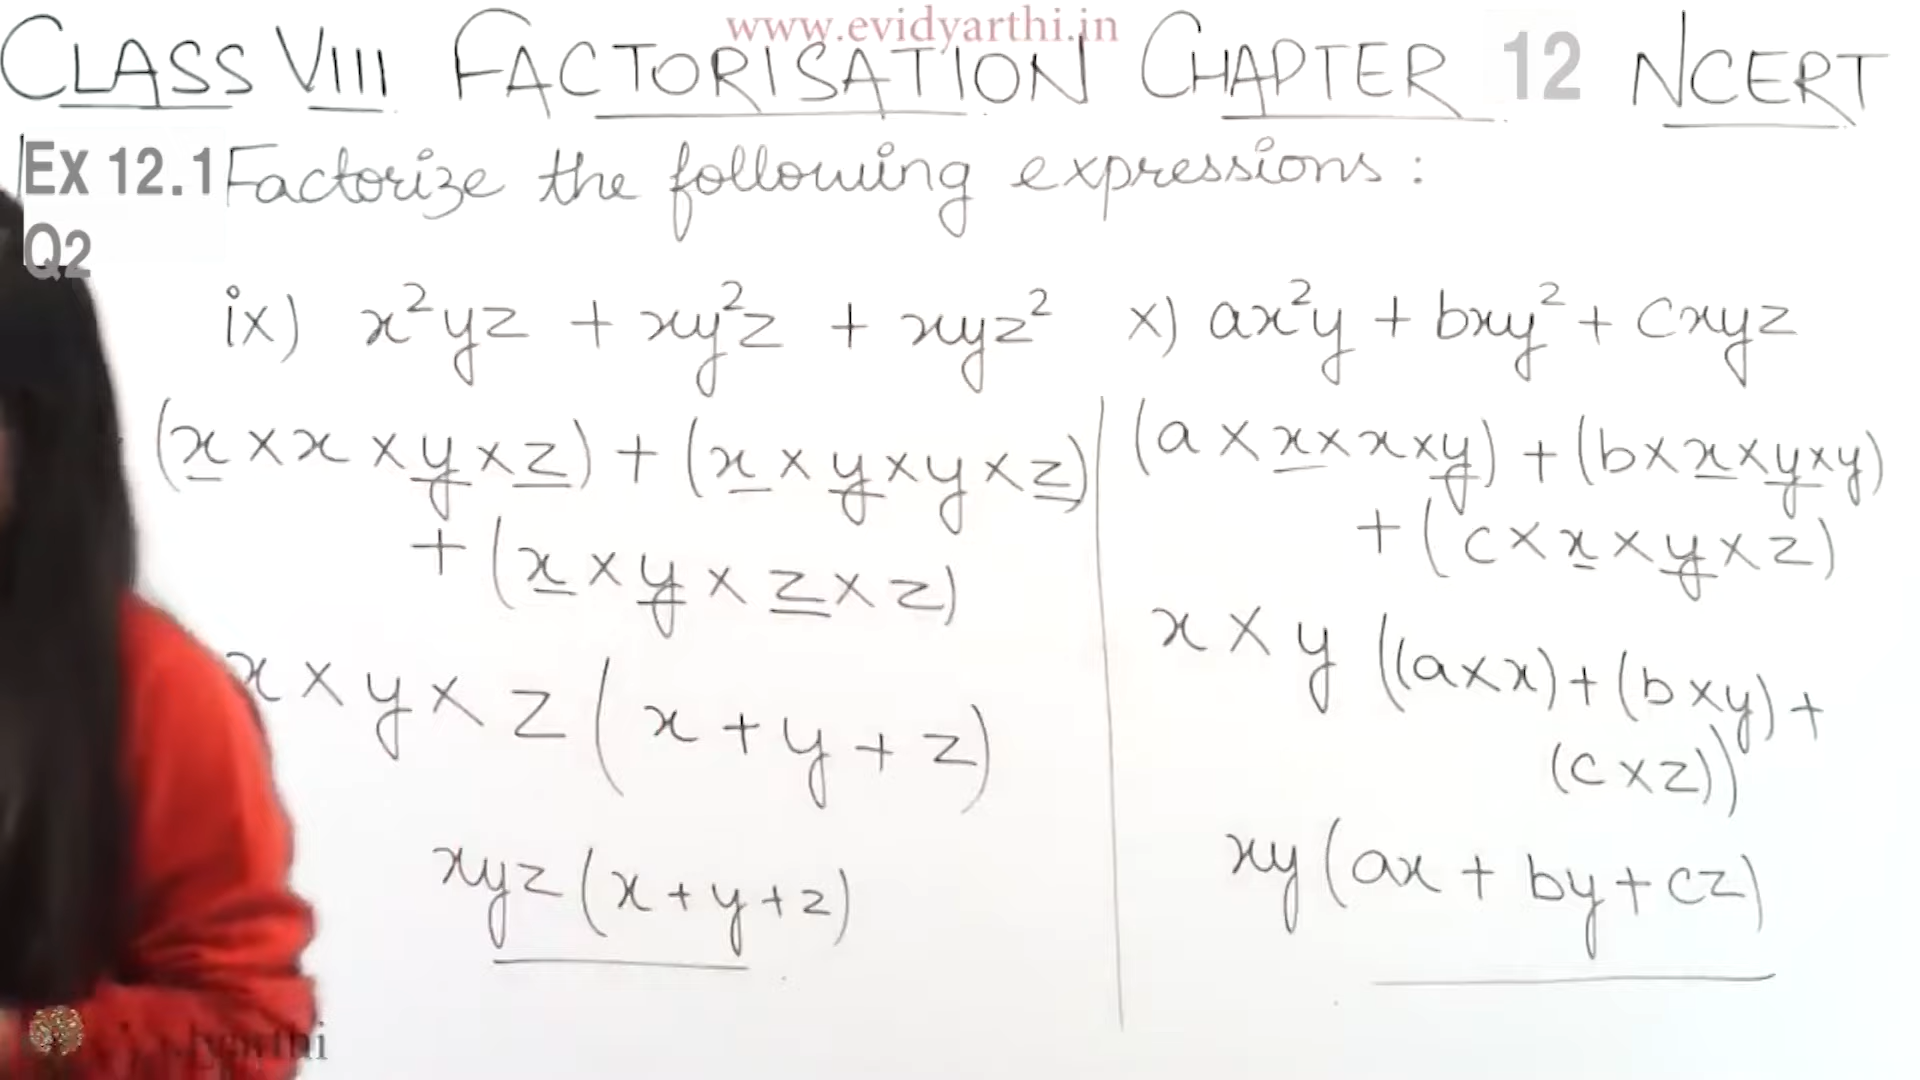 www.evidyarthi.in
CLASS VIII FACTORISATION CHAPTER 12 NCERT
Ex 12.1 Factorize the following expressions :
Q2
ix) x²yz + xy²z + xyz²
(x × x × y × z) + (x × y × y × z)
+ (x × y × z × z)
x × y × z (x + y + z)
xyz (x + y + z)
x) ax²y + bxy² + cxyz
(a × x × x × y) + (b × x × y × y)
+ (c × x × y × z)
x × y ((a × x) + (b × y) +
(c × z))
xy (ax + by + cz)